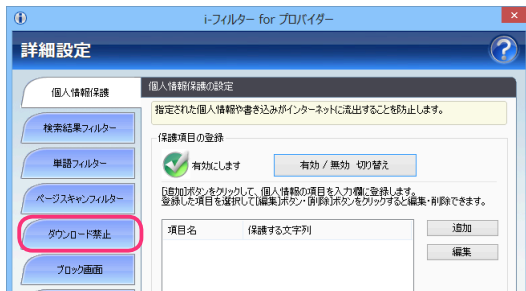 i-フィルター for プロバイダー
×
詳細設定
?
個人情報保護
検索結果フィルター
単語フィルター
ページスキャンフィルター
ダウンロード禁止
ブロック画面
個人情報保護の設定
指定された個人情報や書き込みがインターネットに流出することを防止します。
保護項目の登録
有効にします
有効 / 無効 切り替え
[追加]ボタンをクリックして、個人情報の項目を入力欄に登録します。
登録した項目を選択して[編集]ボタン・[削除]ボタンをクリックすると編集・削除できます。
項目名 保護する文字列
追加
編集